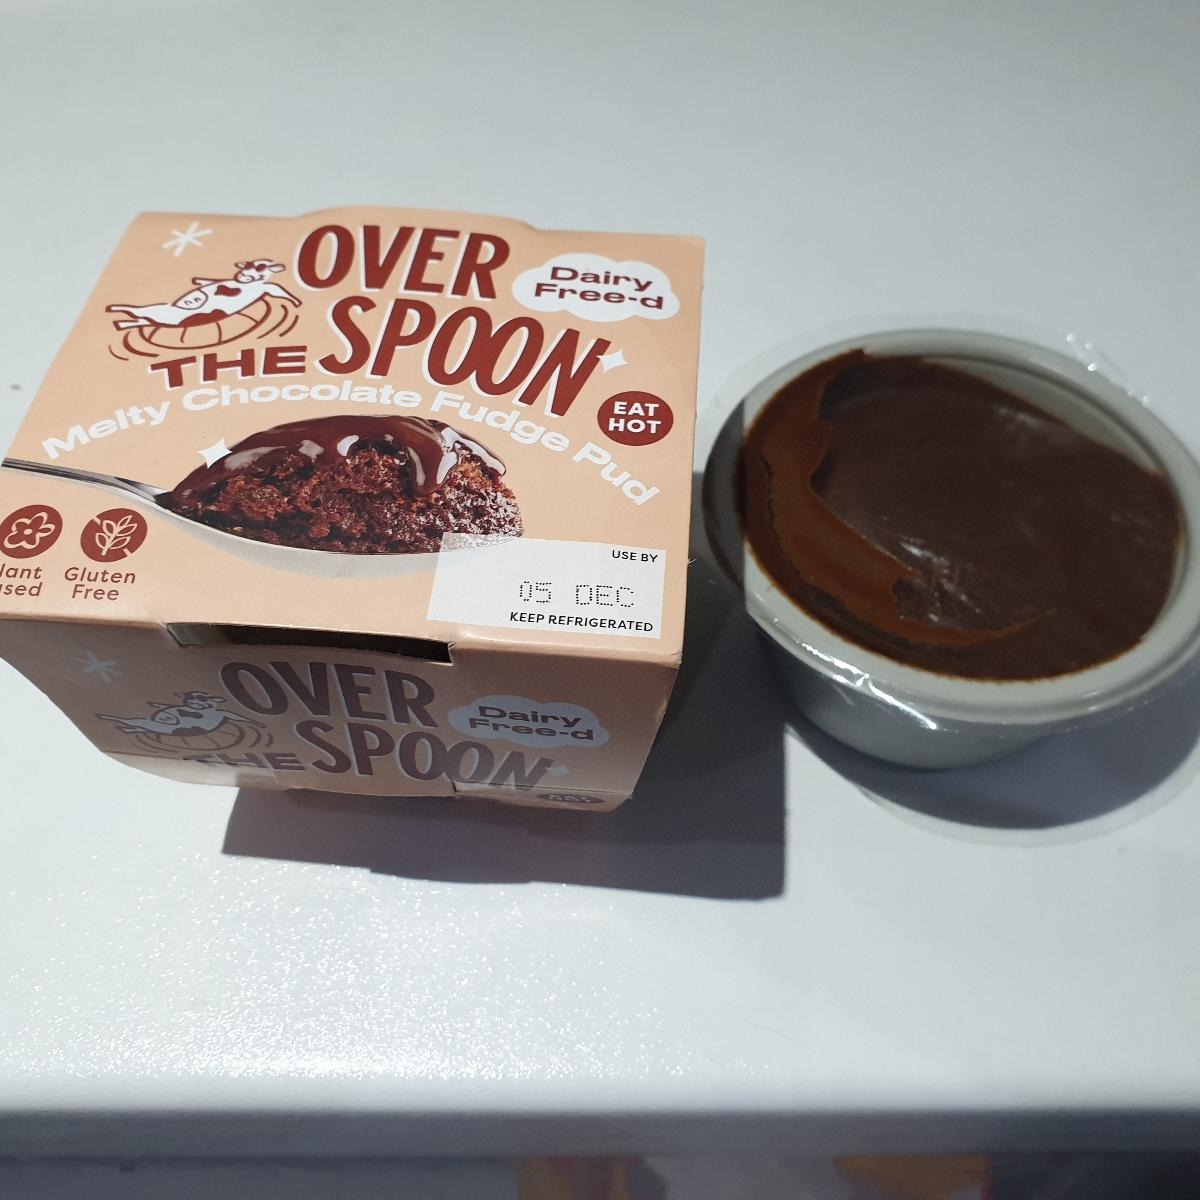 OVER
THE SPOON
Dairy
Free-d
Melty Chocolate Fudge Pud
EAT
HOT
Gluten
Free
USE BY
05 DEC
KEEP REFRIGERATED
OVER
THE SPOON
Dairy
Free-d